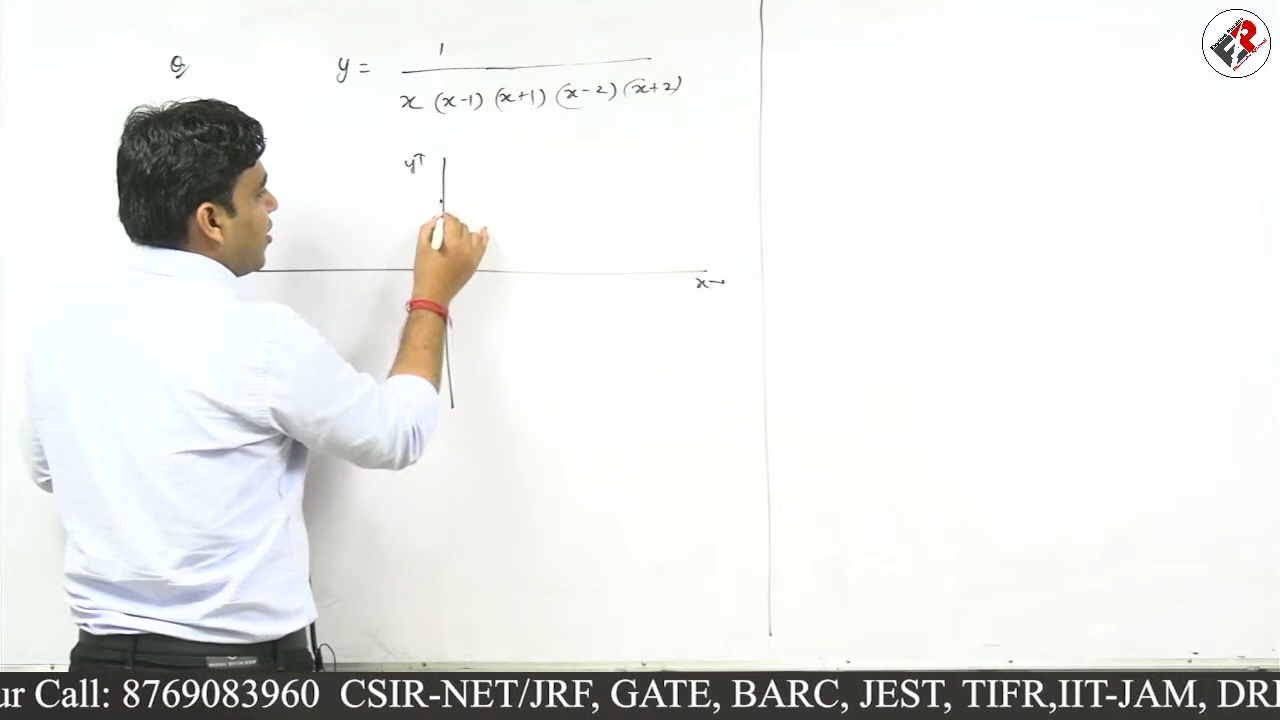 Q y = 1
x (x-1) (x+1) (x-2) (x+2)
y↑
x→
ur Call: 8769083960 CSIR-NET/JRF, GATE, BARC, JEST, TIFR,IIT-JAM, DR